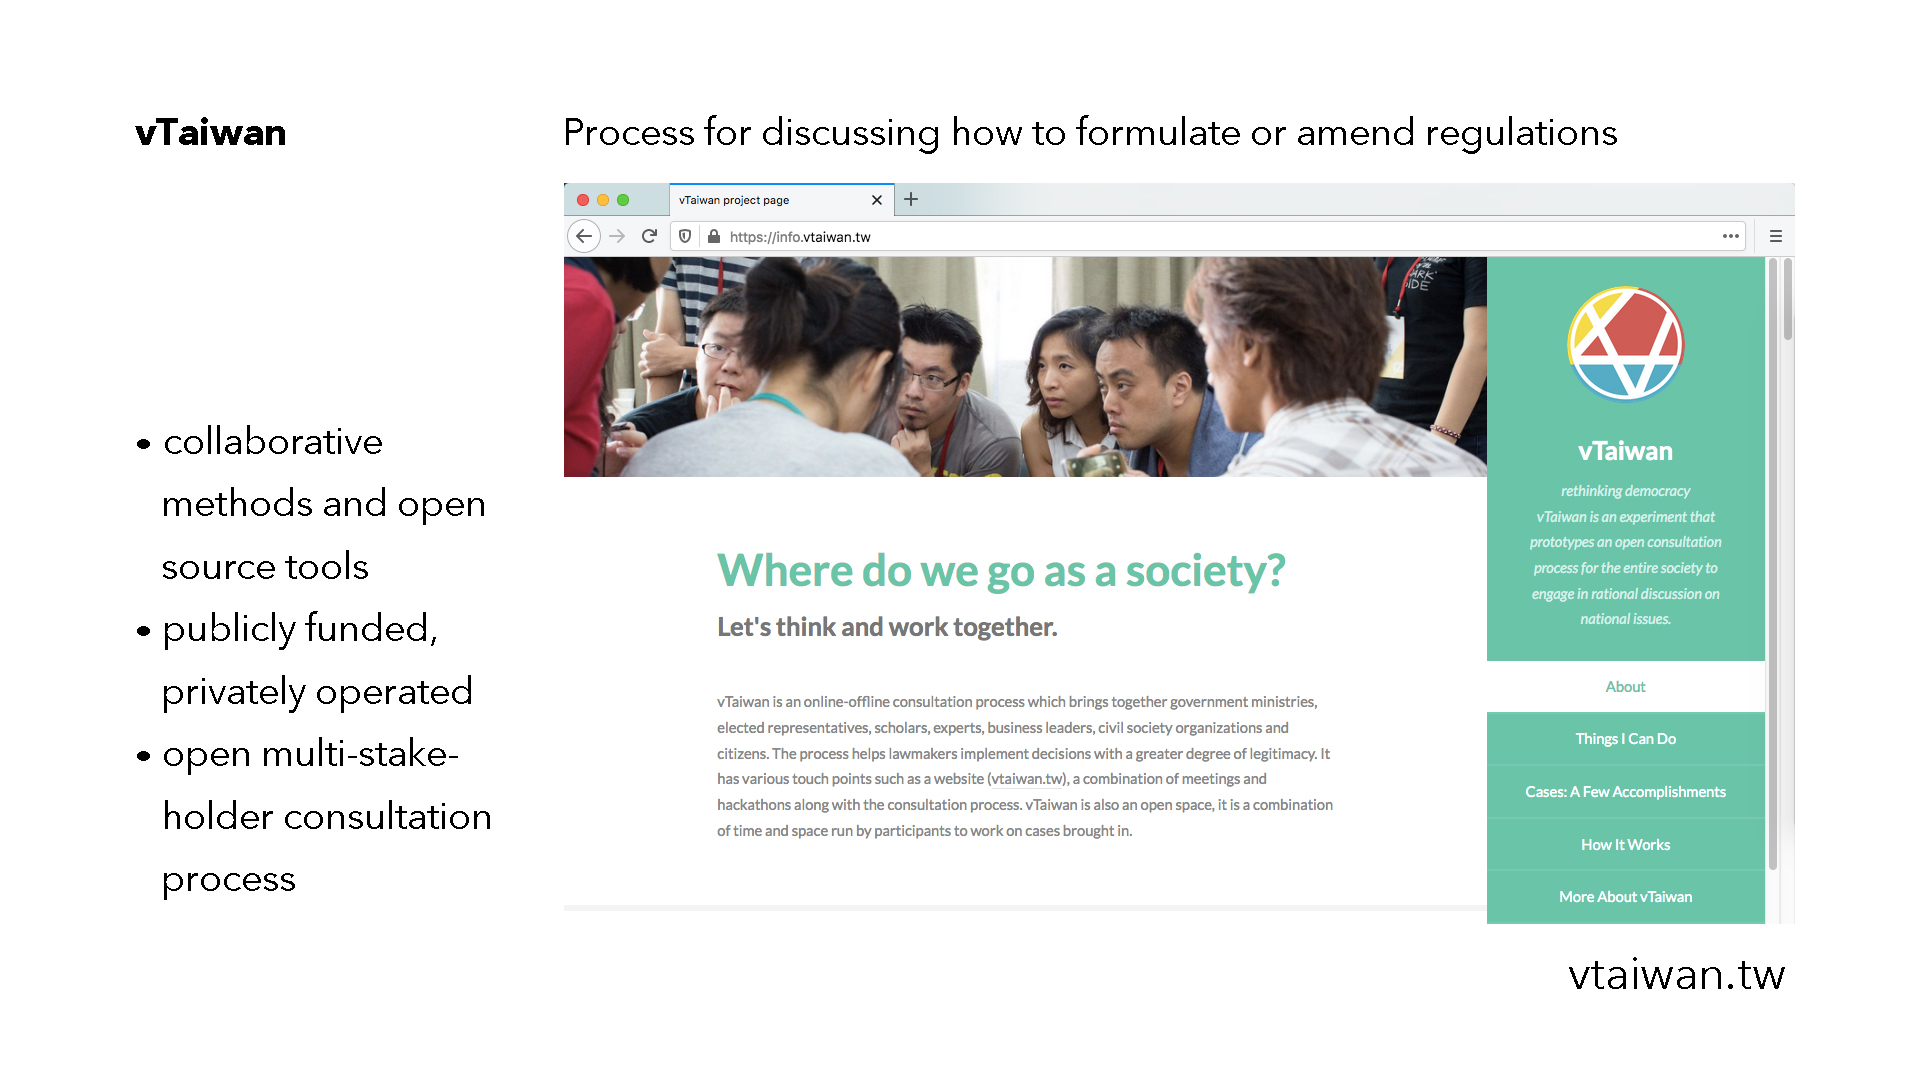 vTaiwan
Process for discussing how to formulate or amend regulations
• collaborative
methods and open
source tools
• publicly funded,
privately operated
• open multi-stake-
holder consultation
process
vTaiwan project page
https://info.vtaiwan.tw
ARK'
IDE
Where do we go as a society?
Let's think and work together.
vTaiwan is an online-offline consultation process which brings together government ministries,
elected representatives, scholars, experts, business leaders, civil society organizations and
citizens. The process helps lawmakers implement decisions with a greater degree of legitimacy. It
has various touch points such as a website (vtaiwan.tw), a combination of meetings and
hackathons along with the consultation process. vTaiwan is also an open space, it is a combination
of time and space run by participants to work on cases brought in.
vTaiwan
rethinking democracy
vTaiwan is an experiment that
prototypes an open consultation
process for the entire society to
engage in rational discussion on
national issues.
About
Things I Can Do
Cases: A Few Accomplishments
How It Works
More About vTaiwan
vtaiwan.tw